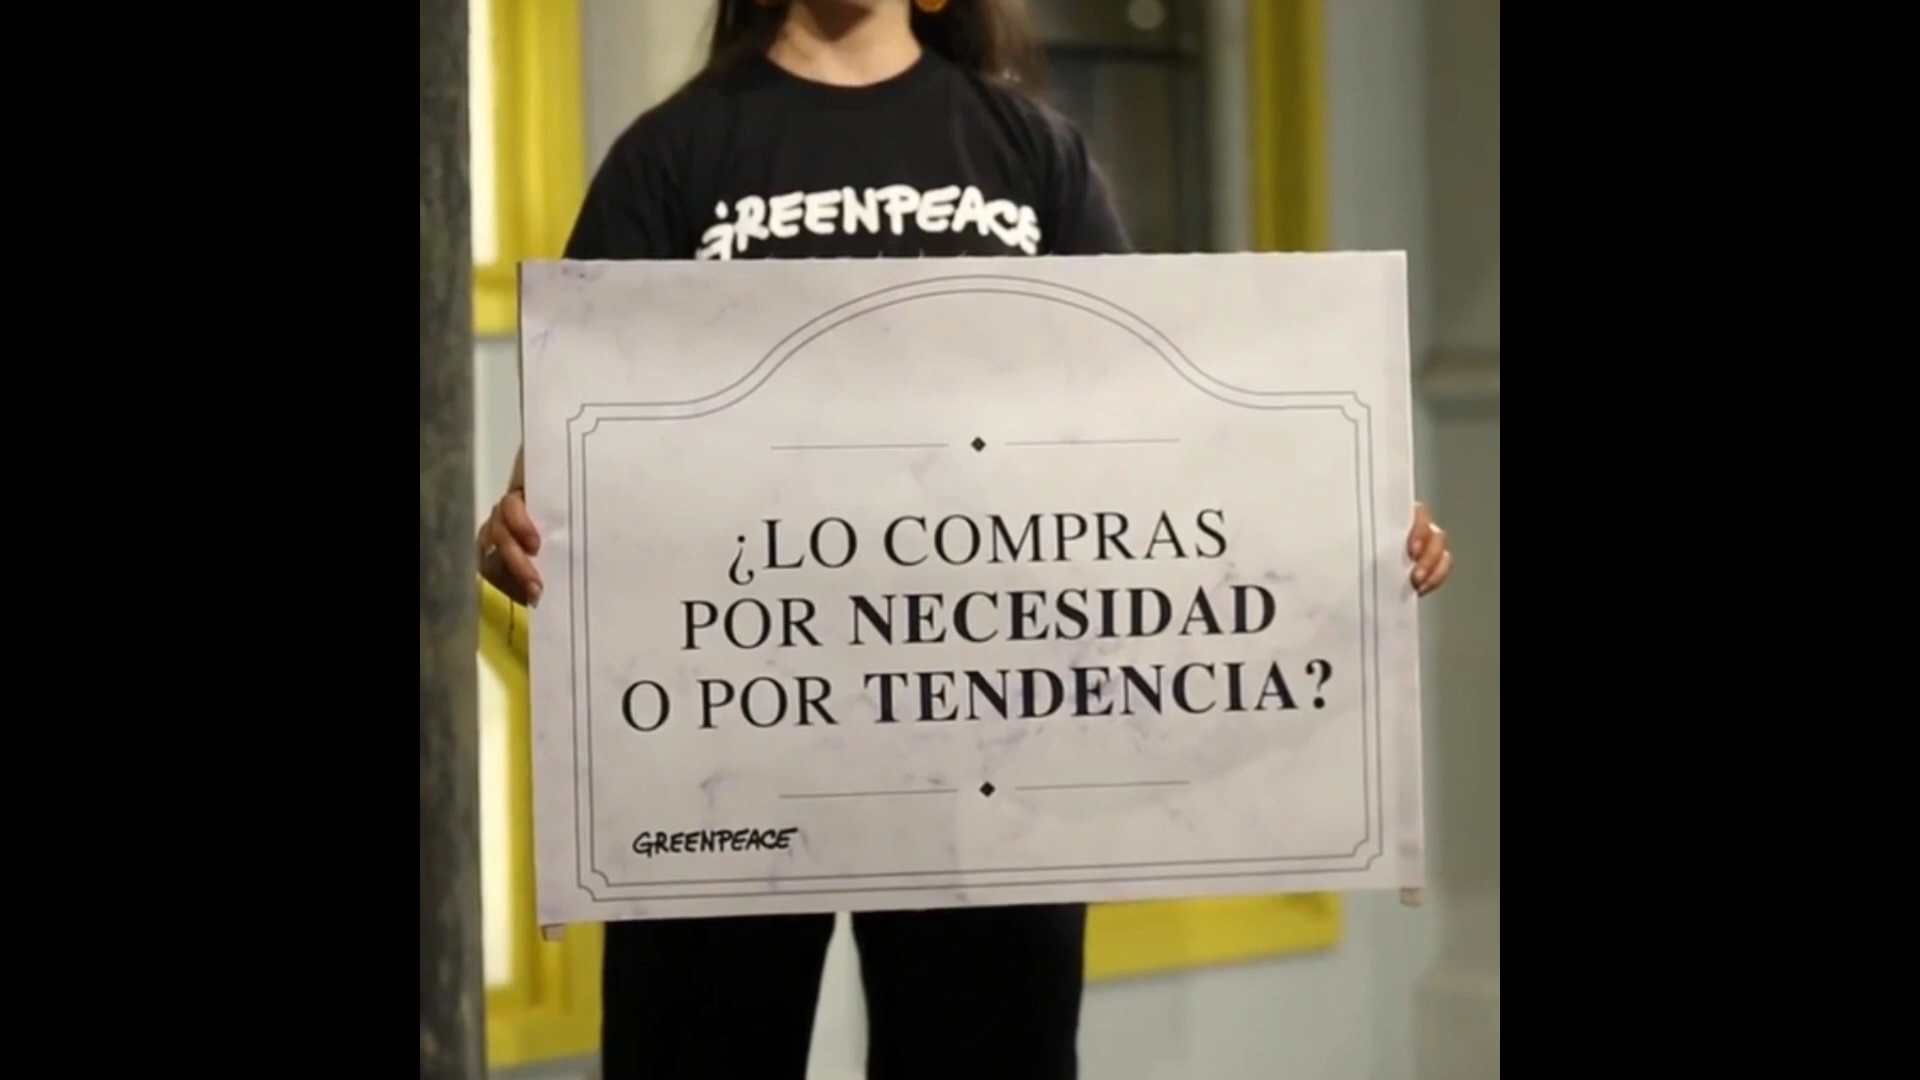 GREENPEACE
¿LO COMPRAS
POR NECESIDAD
O POR TENDENCIA?
GREENPEACE